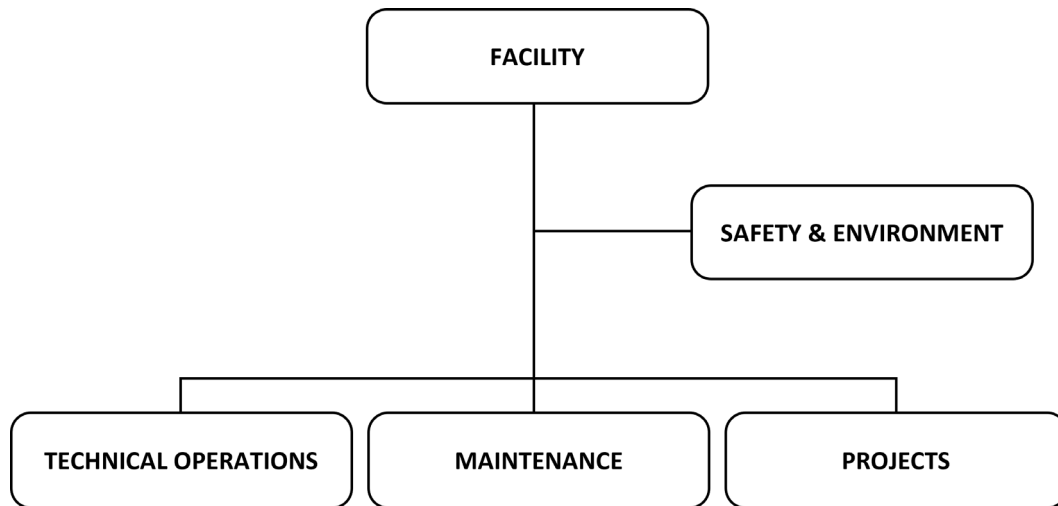 FACILITY
SAFETY & ENVIRONMENT
TECHNICAL OPERATIONS
MAINTENANCE
PROJECTS